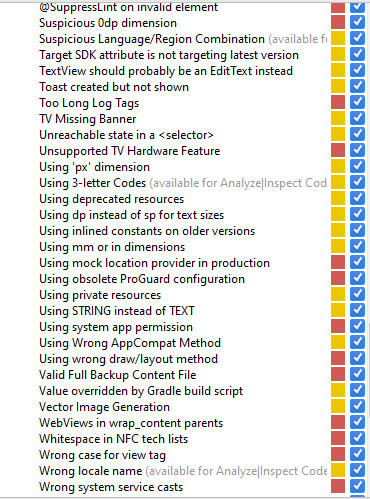 @SuppressLint on invalid element
Suspicious 0dp dimension
Suspicious Language/Region Combination (available f
Target SDK attribute is not targeting latest version
TextView should probably be an EditText instead
Toast created but not shown
Too Long Log Tags
TV Missing Banner
Unreachable state in a <selector>
Unsupported TV Hardware Feature
Using 'px' dimension
Using 3-letter Codes (available for Analyze|Inspect Cod
Using deprecated resources
Using dp instead of sp for text sizes
Using inlined constants on older versions
Using mm or in dimensions
Using mock location provider in production
Using obsolete ProGuard configuration
Using private resources
Using STRING instead of TEXT
Using system app permission
Using Wrong AppCompat Method
Using wrong draw/layout method
Valid Full Backup Content File
Value overridden by Gradle build script
Vector Image Generation
WebViews in wrap_content parents
Whitespace in NFC tech lists
Wrong case for view tag
Wrong locale name (available for Analyze|Inspect Code
Wrong system service casts